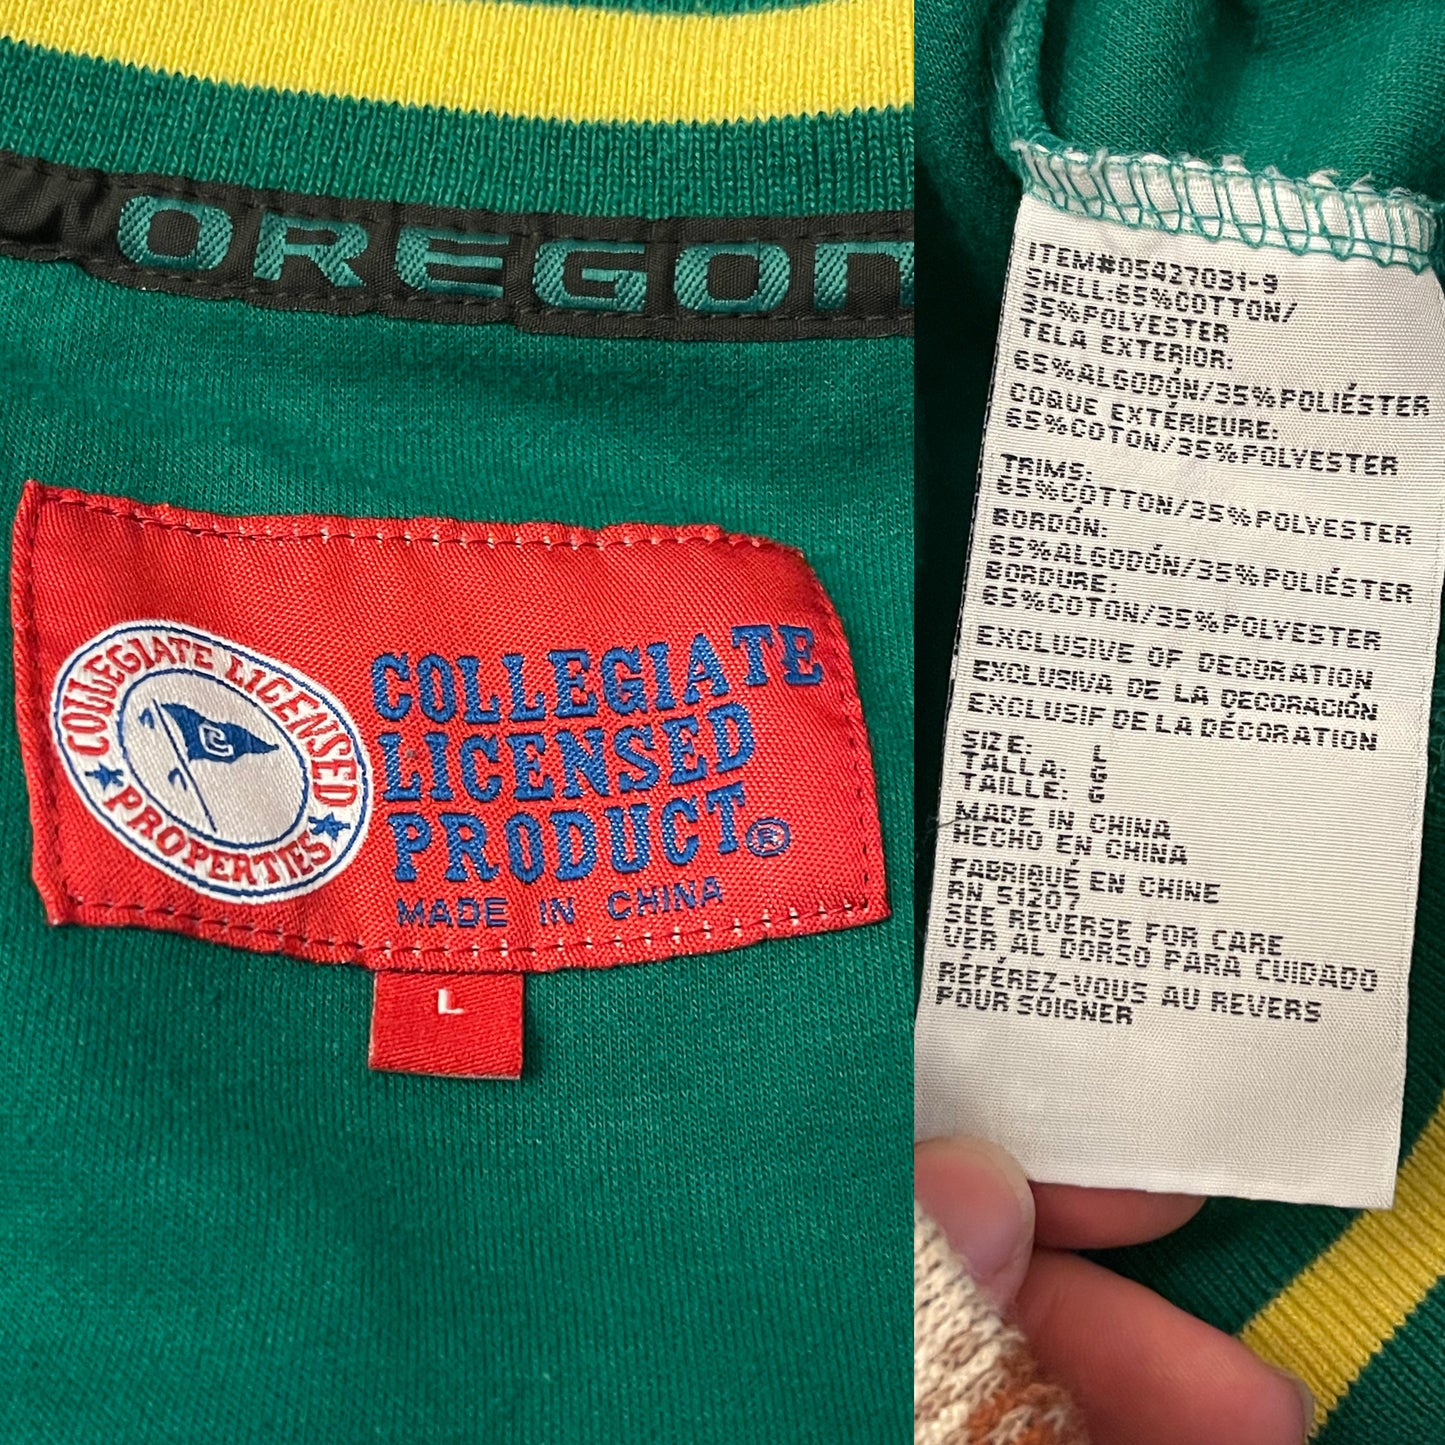 OREGON
COLLEGIATE LICENSED
PROPERTIES
C
COLLEGIATE
LICENSED
PRODUCT®
MADE IN CHINA
L
ITEM#05427031-9
SHELL:65%COTTON/
35%POLYESTER
TELA EXTERIOR:
65%ALGODÓN/35%POLIÉSTER
COQUE EXTÉRIEURE:
65%COTON/35%POLYESTER
TRIMS:
65%COTTON/35%POLYESTER
BORDÓN:
65%ALGODÓN/35%POLIÉSTER
BORDURE:
65%COTON/35%POLYESTER
EXCLUSIVE OF DECORATION
EXCLUSIVA DE LA DECORACIÓN
EXCLUSIF DE LA DÉCORATION
SIZE: L
TALLA: G
TAILLE: G
MADE IN CHINA
HECHO EN CHINA
FABRIQUÉ EN CHINE
RN 51207
SEE REVERSE FOR CARE
VER AL DORSO PARA CUIDADO
RÉFÉREZ-VOUS AU REVERS
POUR SOIGNER